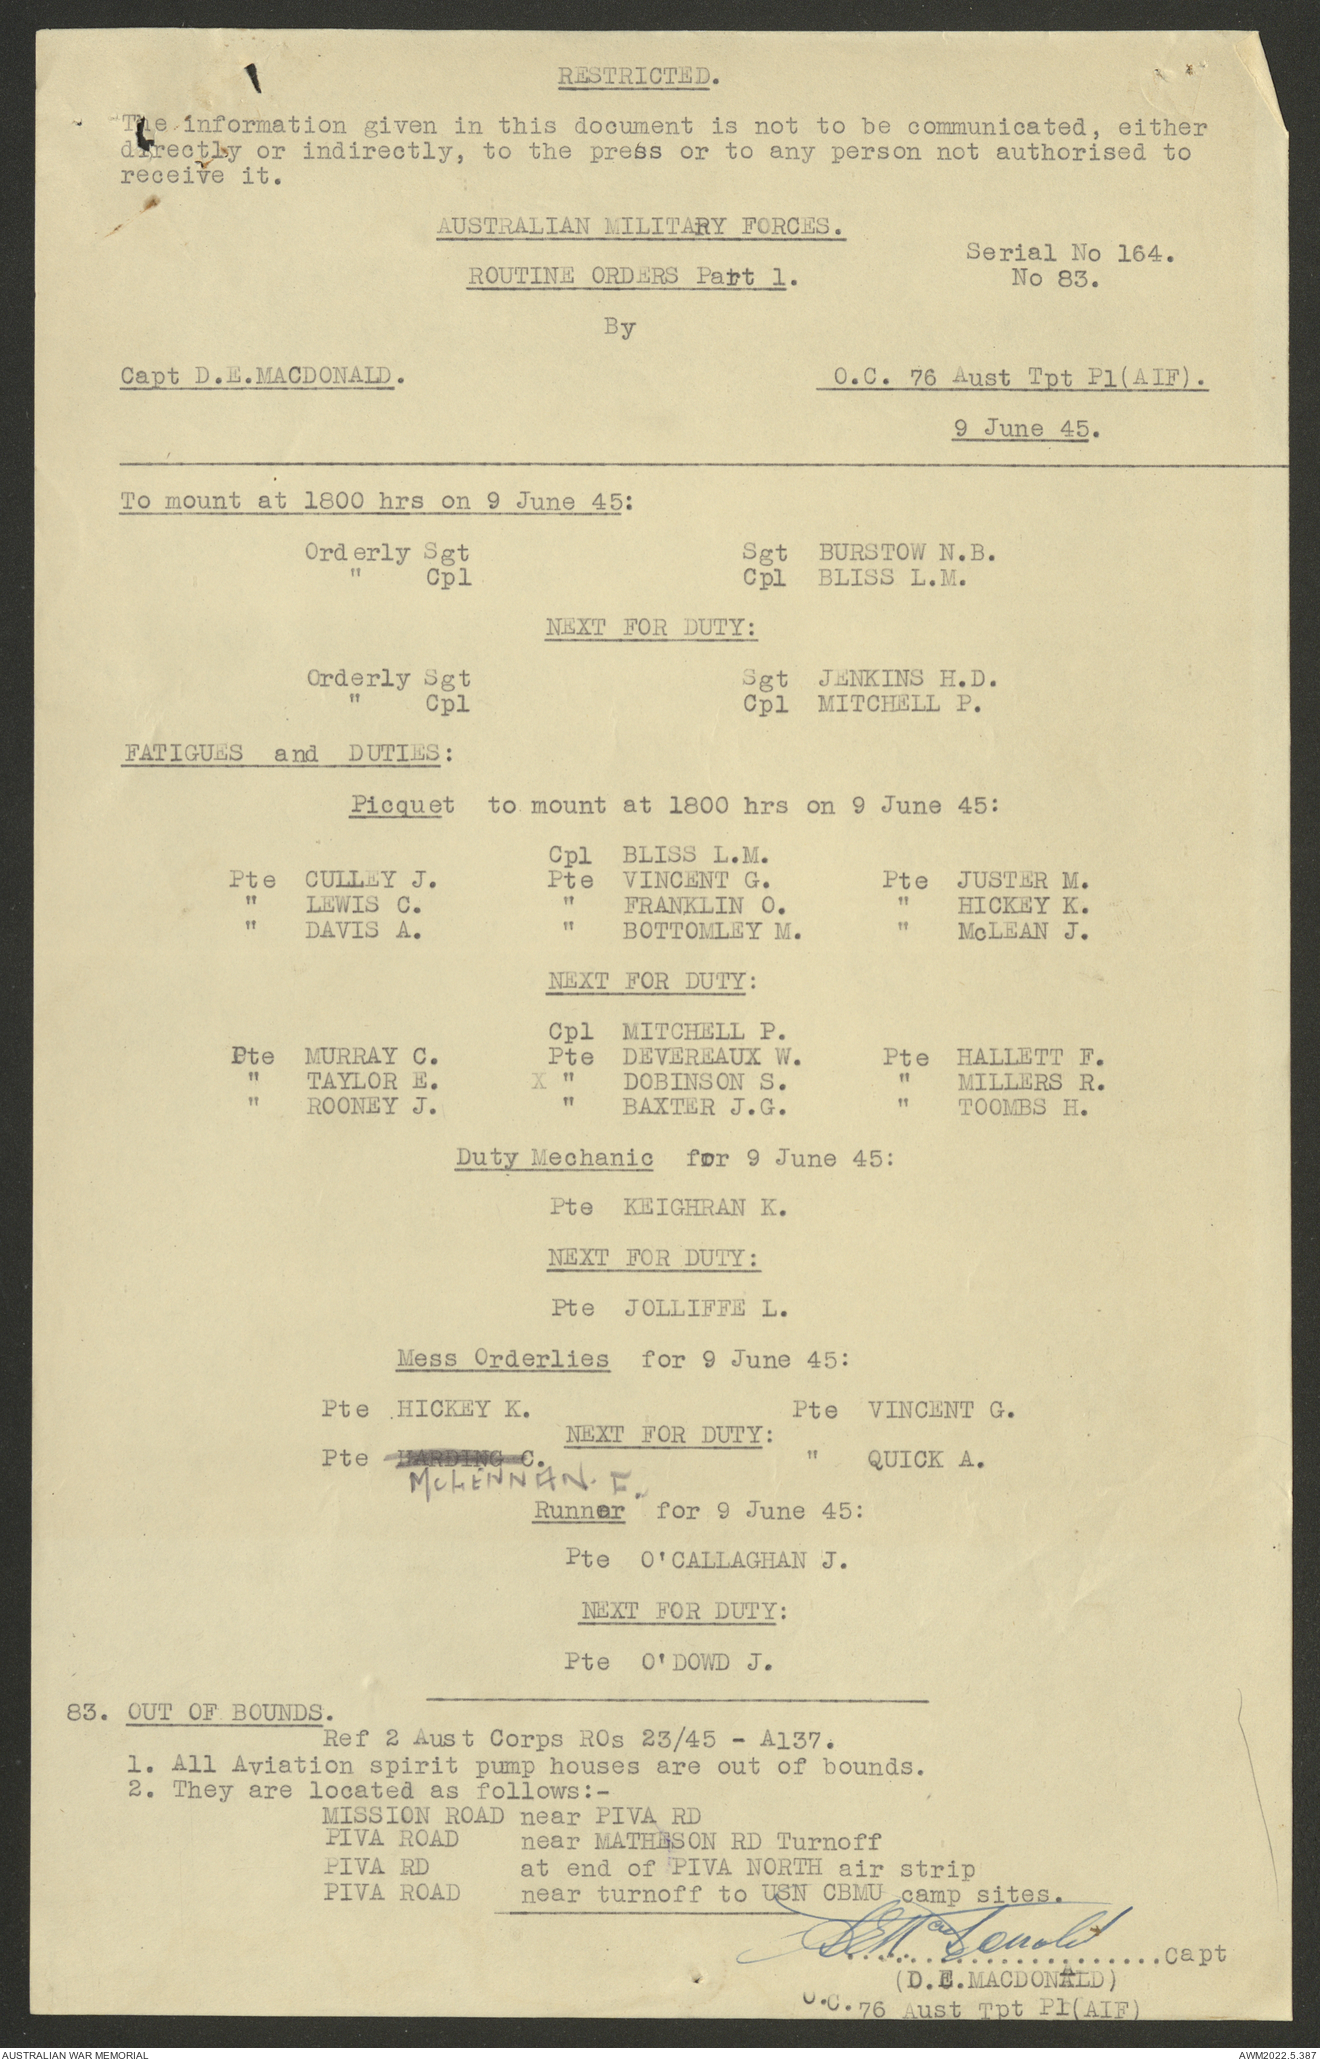 RESTRICTED.
The information given in this document is not to be communicated, either
directly or indirectly, to the press or to any person not authorised to
receive it.
AUSTRALIAN MILITARY FORCES.
Serial No 164.
ROUTINE ORDERS Part 1.
No 83.
By
Capt D.E.MACDONALD. O.C. 76 Aust Tpt Pl(AIF).
9 June 45.
To mount at 1800 hrs on 9 June 45:
Orderly Sgt Sgt BURSTOW N.B.
" Cpl Cpl BLISS L.M.
NEXT FOR DUTY:
Orderly Sgt Sgt JENKINS H.D.
" Cpl Cpl MITCHELL P.
FATIGUES and DUTIES:
Picquet to mount at 1800 hrs on 9 June 45:
Cpl BLISS L.M.
Pte CULLEY J. Pte VINCENT G. Pte JUSTER M.
" LEWIS C. " FRANKLIN O. " HICKEY K.
" DAVIS A. " BOTTOMLEY M. " McLEAN J.
NEXT FOR DUTY:
Cpl MITCHELL P.
Pte MURRAY C. Pte DEVEREAUX W. Pte HALLETT F.
" TAYLOR E. X " DOBINSON S. " MILLERS R.
" ROONEY J. " BAXTER J.G. " TOOMBS H.
Duty Mechanic for 9 June 45:
Pte KEIGHRAN K.
NEXT FOR DUTY:
Pte JOLLIFFE L.
Mess Orderlies for 9 June 45:
Pte HICKEY K. Pte VINCENT G.
NEXT FOR DUTY:
Pte HARDING C. " QUICK A.
McLENNAN. F.
Runner for 9 June 45:
Pte O'CALLAGHAN J.
NEXT FOR DUTY:
Pte O'DOWD J.
83. OUT OF BOUNDS.
Ref 2 Aust Corps ROs 23/45 - A137.
1. All Aviation spirit pump houses are out of bounds.
2. They are located as follows:-
MISSION ROAD near PIVA RD
PIVA ROAD near MATHESON RD Turnoff
PIVA RD at end of PIVA NORTH air strip
PIVA ROAD near turnoff to USN CBMU camp sites.
DE MacDonald
.......................Capt
(D.E.MACDONALD)
O.C.76 Aust Tpt Pl(AIF)
AUSTRALIAN WAR MEMORIAL AWM2022.5.387